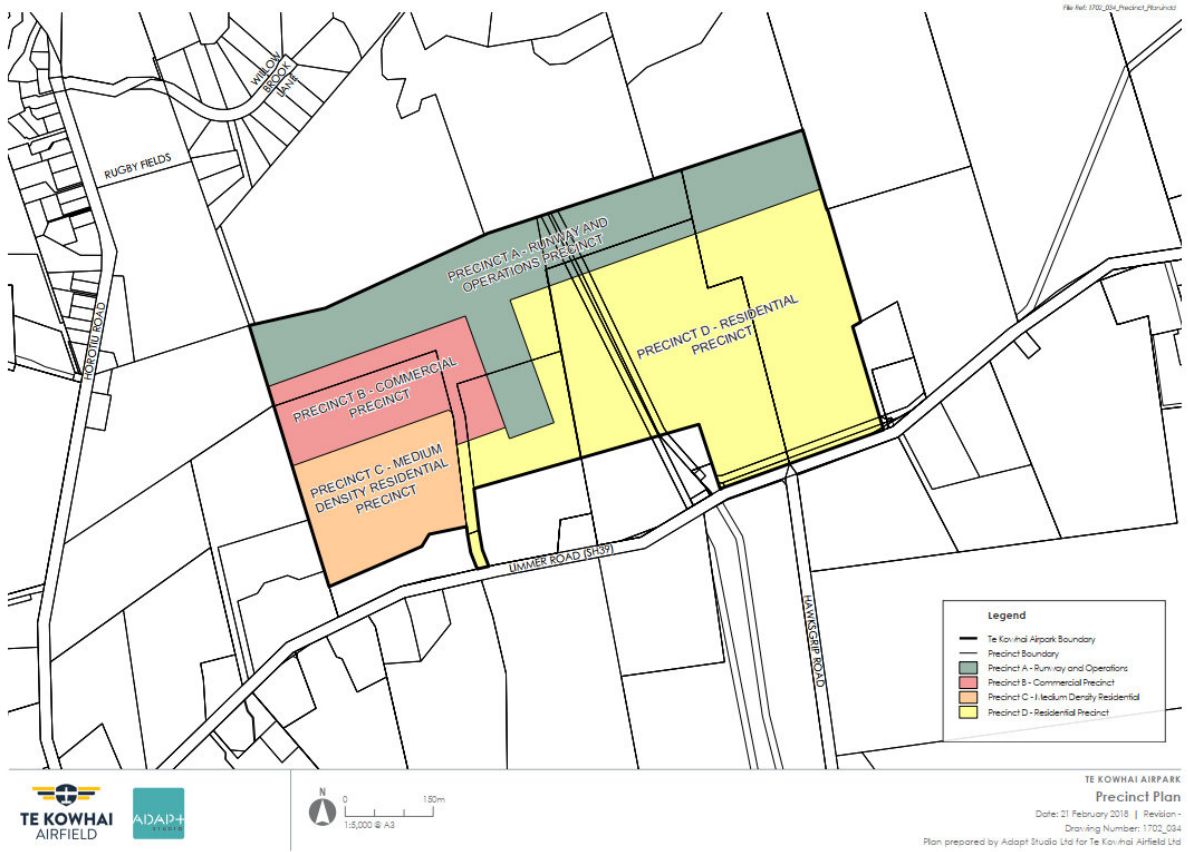 File Ref: 1702_034_Precinct_Plan.indd
WILLOW
BROOK
LANE
RUGBY FIELDS
HOROTIU ROAD
PRECINCT A - RUNWAY AND
OPERATIONS PRECINCT
PRECINCT D - RESIDENTIAL
PRECINCT
PRECINCT B - COMMERCIAL
PRECINCT
PRECINCT C - MEDIUM
DENSITY RESIDENTIAL
PRECINCT
LIMMER ROAD (SH39)
HAWKSGRIP ROAD
Legend
Te Kowhai Airpark Boundary
Precinct Boundary
Precinct A - Runway and Operations
Precinct B - Commercial Precinct
Precinct C - Medium Density Residential
Precinct D - Residential Precinct
TE KOWHAI
AIRFIELD
ADAPT
STUDIO
N
0 150m
1:5,000 @ A3
TE KOWHAI AIRPARK
Precinct Plan
Date: 21 February 2018 | Revision -
Drawing Number: 1702_034
Plan prepared by Adapt Studio Ltd for Te Kowhai Airfield Ltd